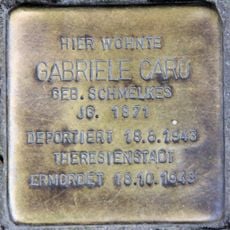 HIER WOHNTE
GABRIELE CARO
GEB. SCHMELKES
JG. 1871
DEPORTIERT 18.6.1943
THERESIENSTADT
ERMORDET 18.10.1943